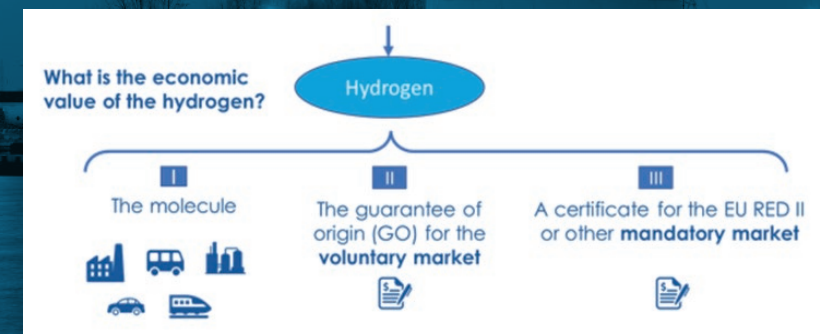 What is the economic
value of the hydrogen?
Hydrogen
I
The molecule
II
The guarantee of
origin (GO) for the
voluntary market
III
A certificate for the EU RED II
or other mandatory market